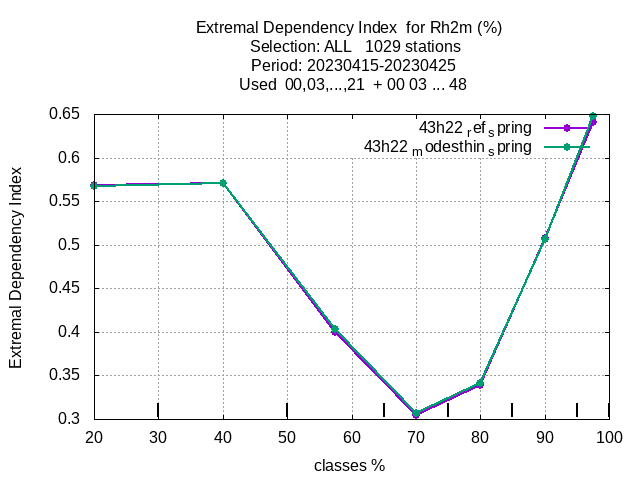 Extremal Dependency Index  for Rh2m (%)
Selection: ALL   1029 stations
Period: 20230415-20230425
Used  00,03,...,21  + 00 03 ... 48
0.65
0.6
0.55
0.5
0.45
0.4
0.35
0.3
Extremal Dependency Index
43h22 ref spring
43h22 modesthin spring
20 30 40 50 60 70 80 90 100
classes %